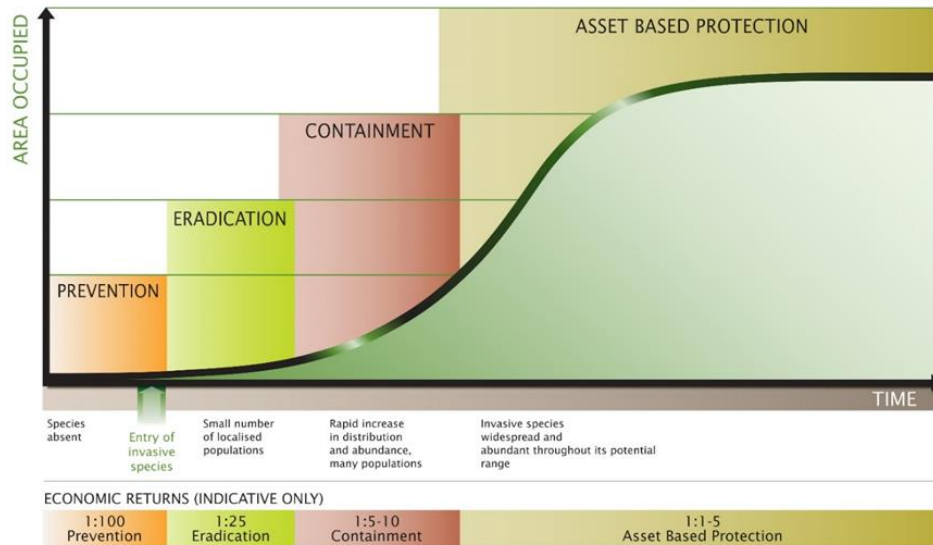 AREA OCCUPIED
ASSET BASED PROTECTION
CONTAINMENT
ERADICATION
PREVENTION
TIME
Species
absent
Entry of
invasive
species
Small number
of localised
populations
Rapid increase
in distribution
and abundance,
many populations
Invasive species
widespread and
abundant throughout its potential
range
ECONOMIC RETURNS (INDICATIVE ONLY)
1:100
Prevention
1:25
Eradication
1:5-10
Containment
1:1-5
Asset Based Protection